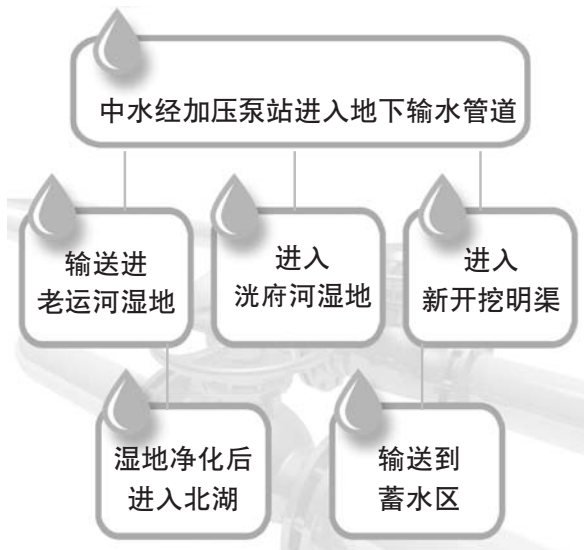 中水经加压泵站进入地下输水管道
输送进
老运河湿地
进入
洸府河湿地
进入
新开挖明渠
湿地净化后
进入北湖
输送到
蓄水区